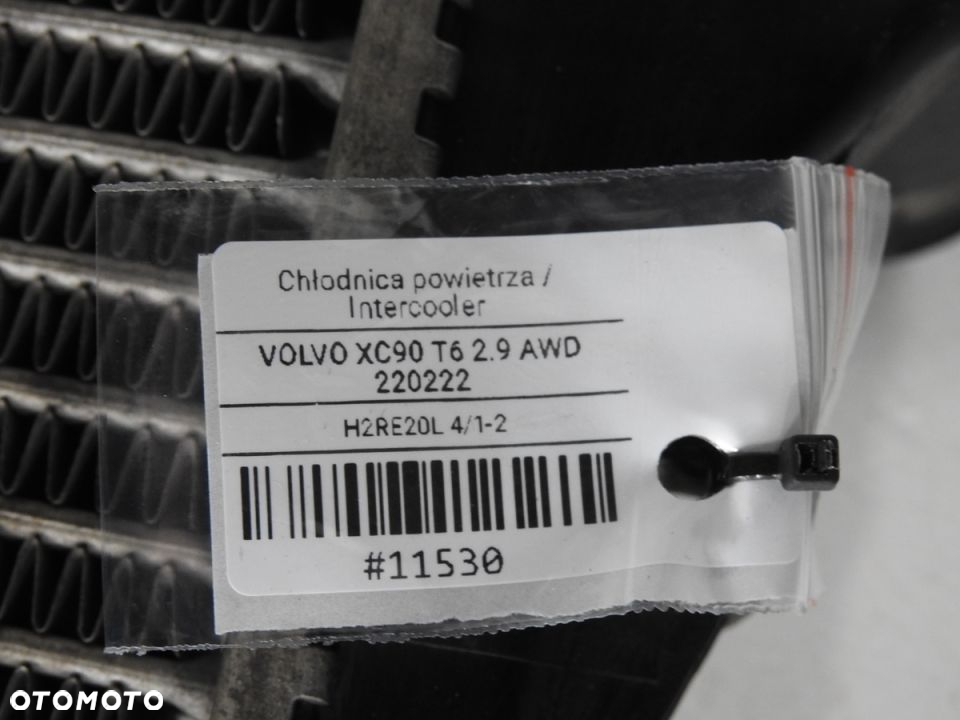 Chłodnica powietrza /
Intercooler
VOLVO XC90 T6 2.9 AWD
220222
H2RE20L 4/1-2
#11530
OTOMOTO